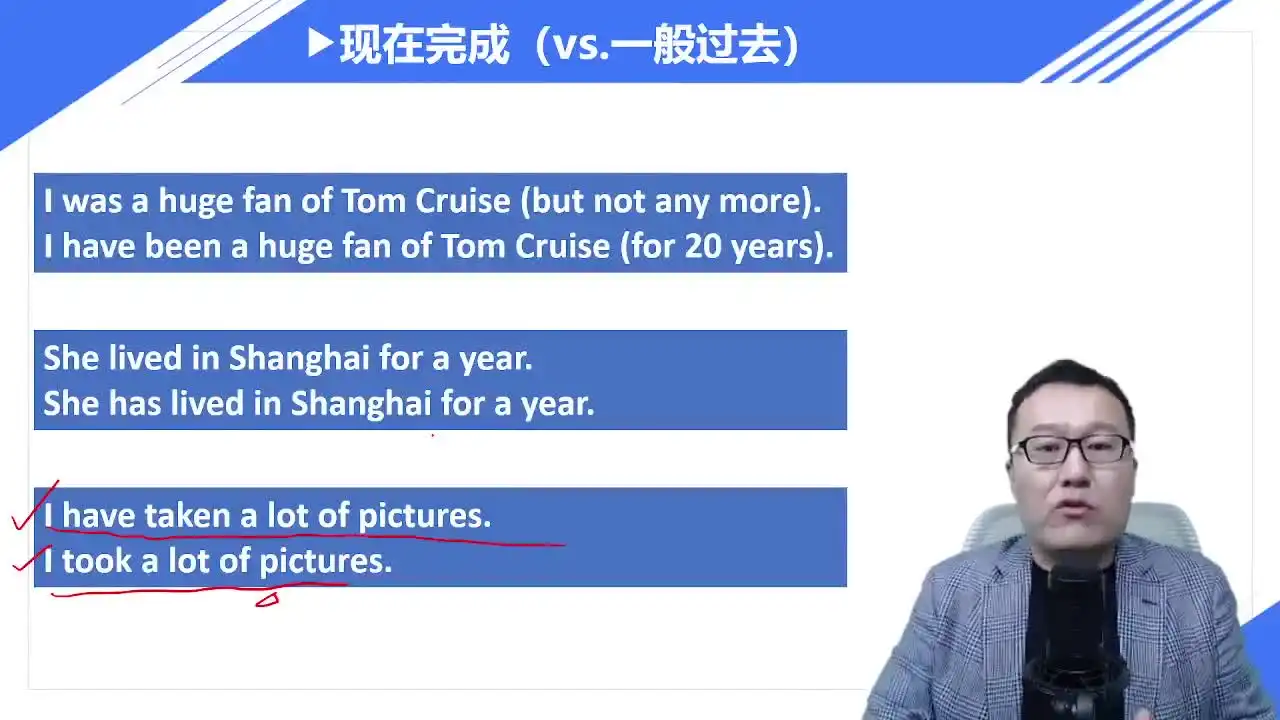 ▶现在完成（vs.一般过去）
I was a huge fan of Tom Cruise (but not any more).
I have been a huge fan of Tom Cruise (for 20 years).
She lived in Shanghai for a year.
She has lived in Shanghai for a year.
I have taken a lot of pictures.
I took a lot of pictures.